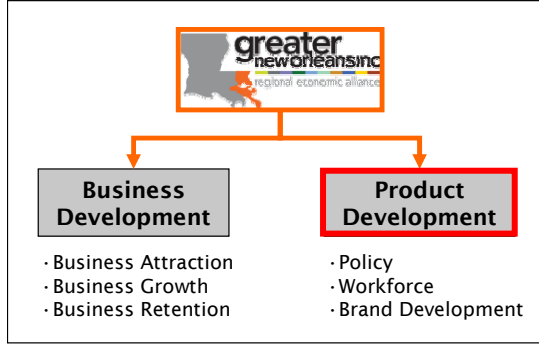 greater
neworleansinc
regional economic alliance
Business
Development
Product
Development
· Business Attraction
· Business Growth
· Business Retention
· Policy
· Workforce
· Brand Development